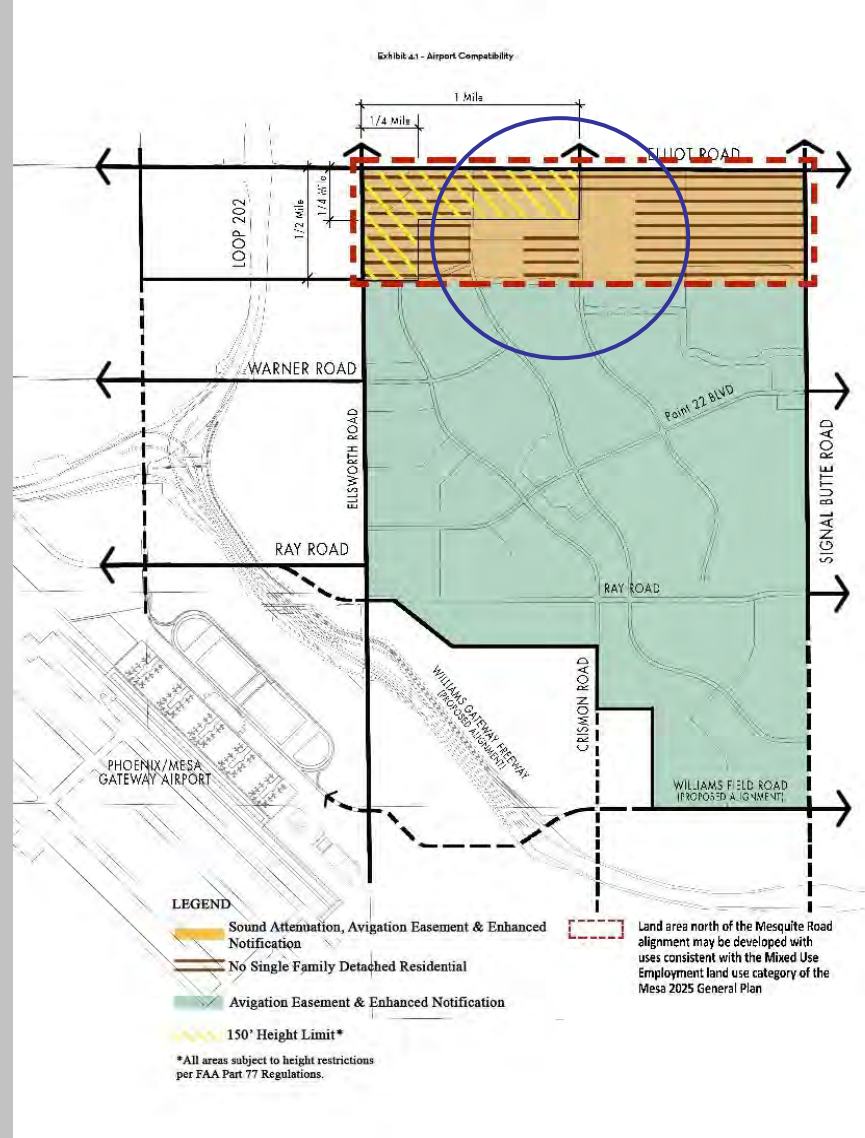 Exhibit 4.1 - Airport Compatibility
1 Mile
1/4 Mile
ELLIOT ROAD
LOOP 202
1/2 Mile
1/4 Mile
WARNER ROAD
ELLSWORTH ROAD
Point 22 BLVD
SIGNAL BUTTE ROAD
RAY ROAD
RAY ROAD
WILLIAMS GATEWAY FREEWAY
(PROPOSED ALIGNMENT)
CRISMON ROAD
PHOENIX/MESA
GATEWAY AIRPORT
WILLIAMS FIELD ROAD
(PROPOSED ALIGNMENT)
LEGEND
Sound Attenuation, Avigation Easement & Enhanced
Notification
No Single Family Detached Residential
Avigation Easement & Enhanced Notification
150' Height Limit*
*All areas subject to height restrictions
per FAA Part 77 Regulations.
Land area north of the Mesquite Road
alignment may be developed with
uses consistent with the Mixed Use
Employment land use category of the
Mesa 2025 General Plan